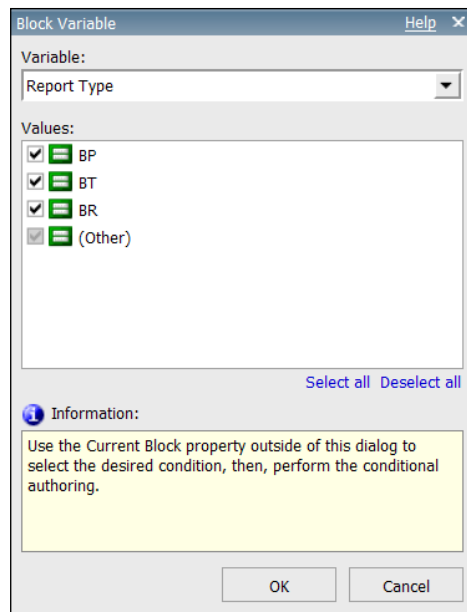 Block Variable Help
Variable:
Report Type
Values:
BP
BT
BR
(Other)
Select all Deselect all
Information:
Use the Current Block property outside of this dialog to
select the desired condition, then, perform the conditional
authoring.
OK Cancel